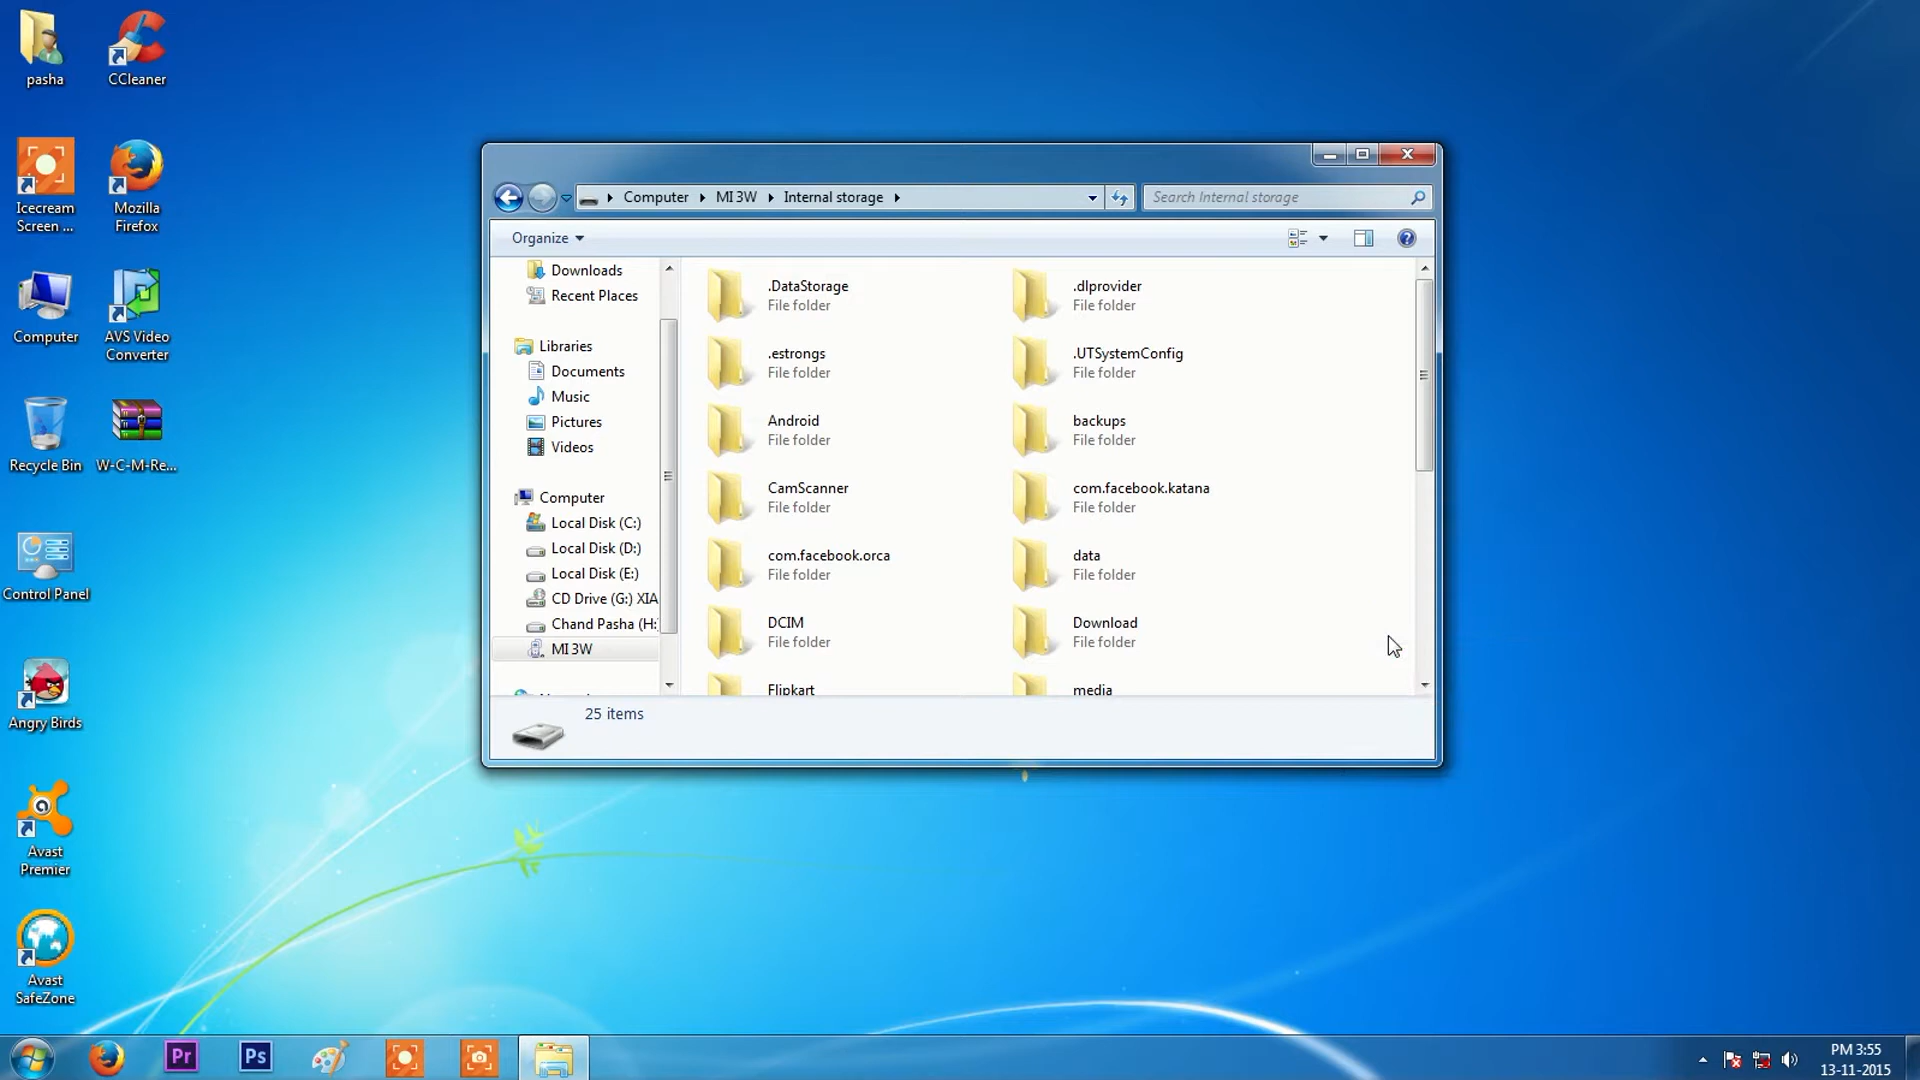 pasha
CCleaner
Icecream
Screen ...
Mozilla
Firefox
Computer
AVS Video
Converter
Recycle Bin
W-C-M-Re...
Control Panel
Angry Birds
Avast
Premier
Avast
SafeZone
Computer
MI 3W
Internal storage
Search Internal storage
Organize
Downloads
Recent Places
Libraries
Documents
Music
Pictures
Videos
Computer
Local Disk (C:)
Local Disk (D:)
Local Disk (E:)
CD Drive (G:) XIA
Chand Pasha (H:
MI 3W
.DataStorage
File folder
.dlprovider
File folder
.estrongs
File folder
.UTSystemConfig
File folder
Android
File folder
backups
File folder
CamScanner
File folder
com.facebook.katana
File folder
com.facebook.orca
File folder
data
File folder
DCIM
File folder
Download
File folder
Flipkart
media
25 items
Pr
Ps
PM 3:55
13-11-2015